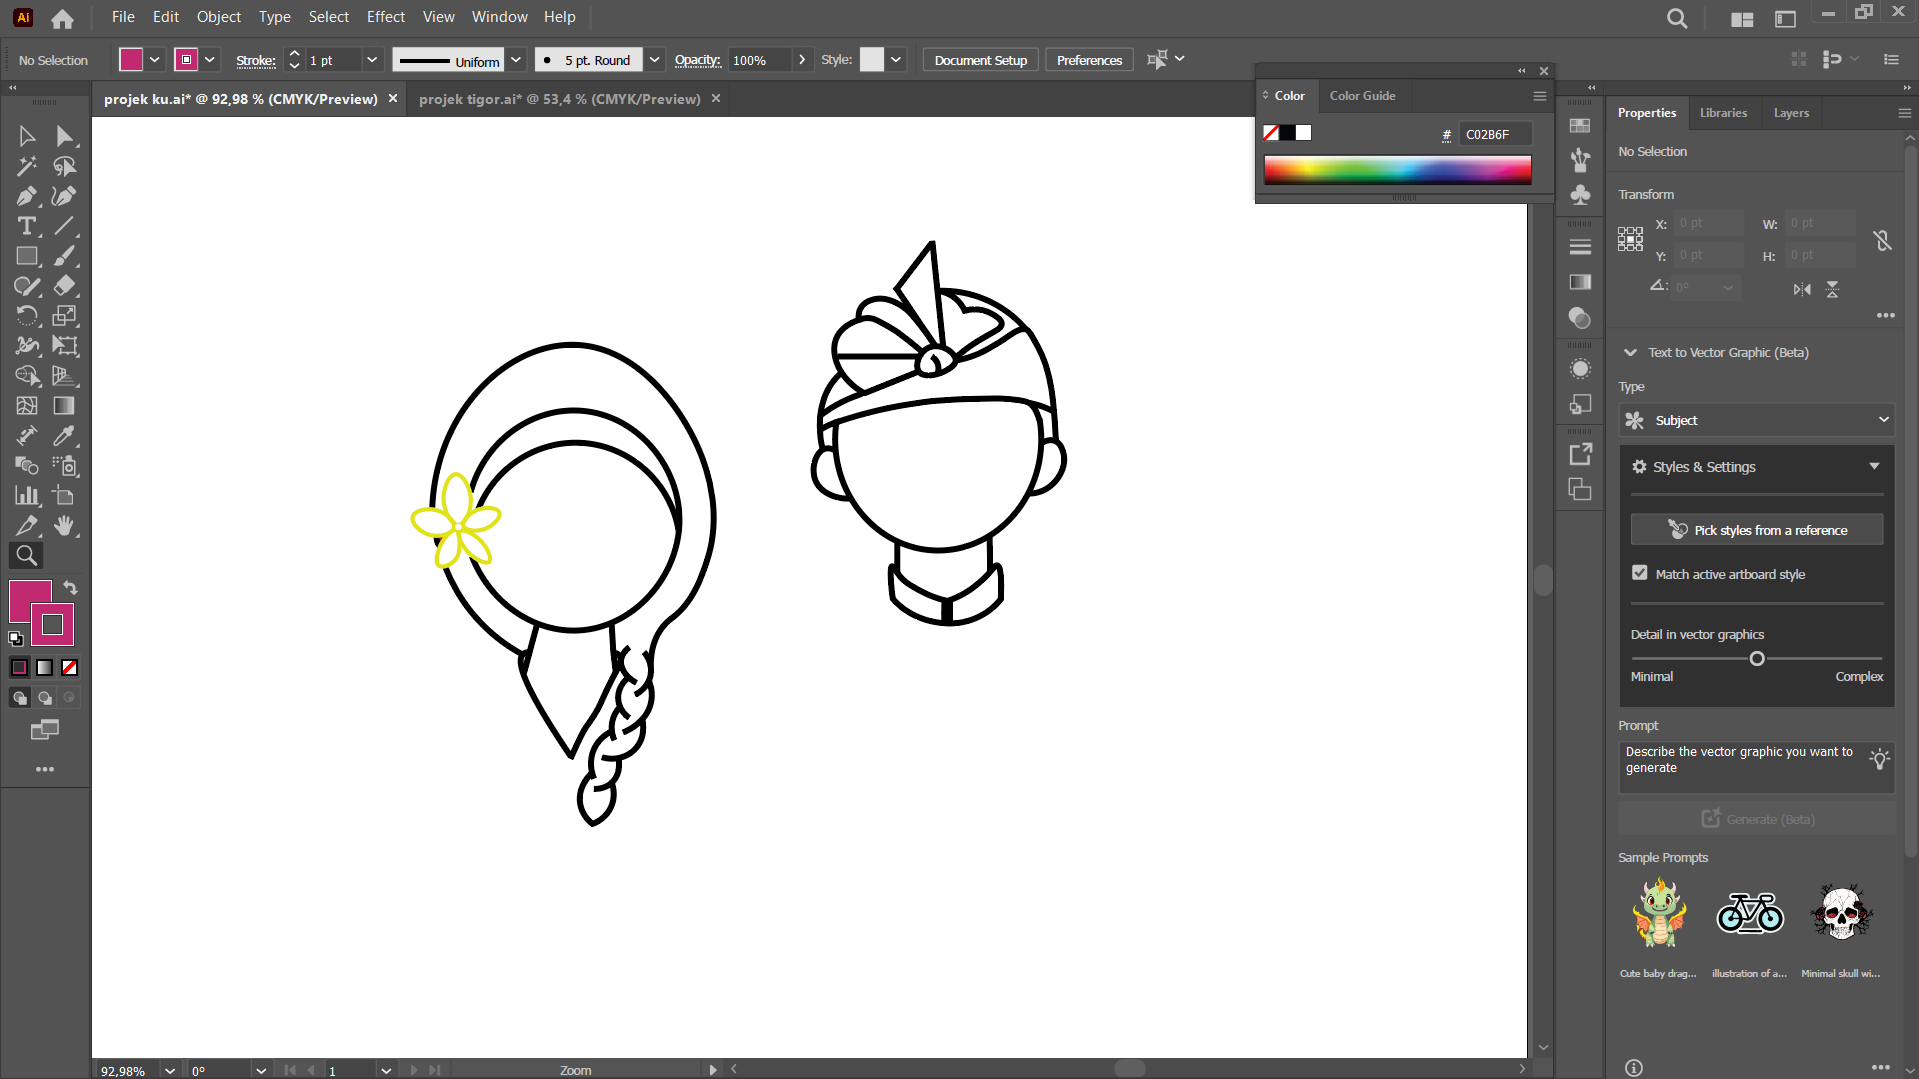 Ai
File Edit Object Type Select Effect View Window Help
No Selection
Stroke: 1 pt Uniform 5 pt. Round Opacity: 100% Style: Document Setup Preferences
projek ku.ai* @ 92,98 % (CMYK/Preview)
projek tigor.ai* @ 53,4 % (CMYK/Preview)
Color Color Guide
# C02B6F
Properties Libraries Layers
No Selection
Transform
X: 0 pt W: 0 pt
Y: 0 pt H: 0 pt
0°
Text to Vector Graphic (Beta)
Type
Subject
Styles & Settings
Pick styles from a reference
Match active artboard style
Detail in vector graphics
Minimal Complex
Prompt
Describe the vector graphic you want to
generate
Generate (Beta)
Sample Prompts
Cute baby drag... illustration of a... Minimal skull wi...
92,98% 0° 1 Zoom